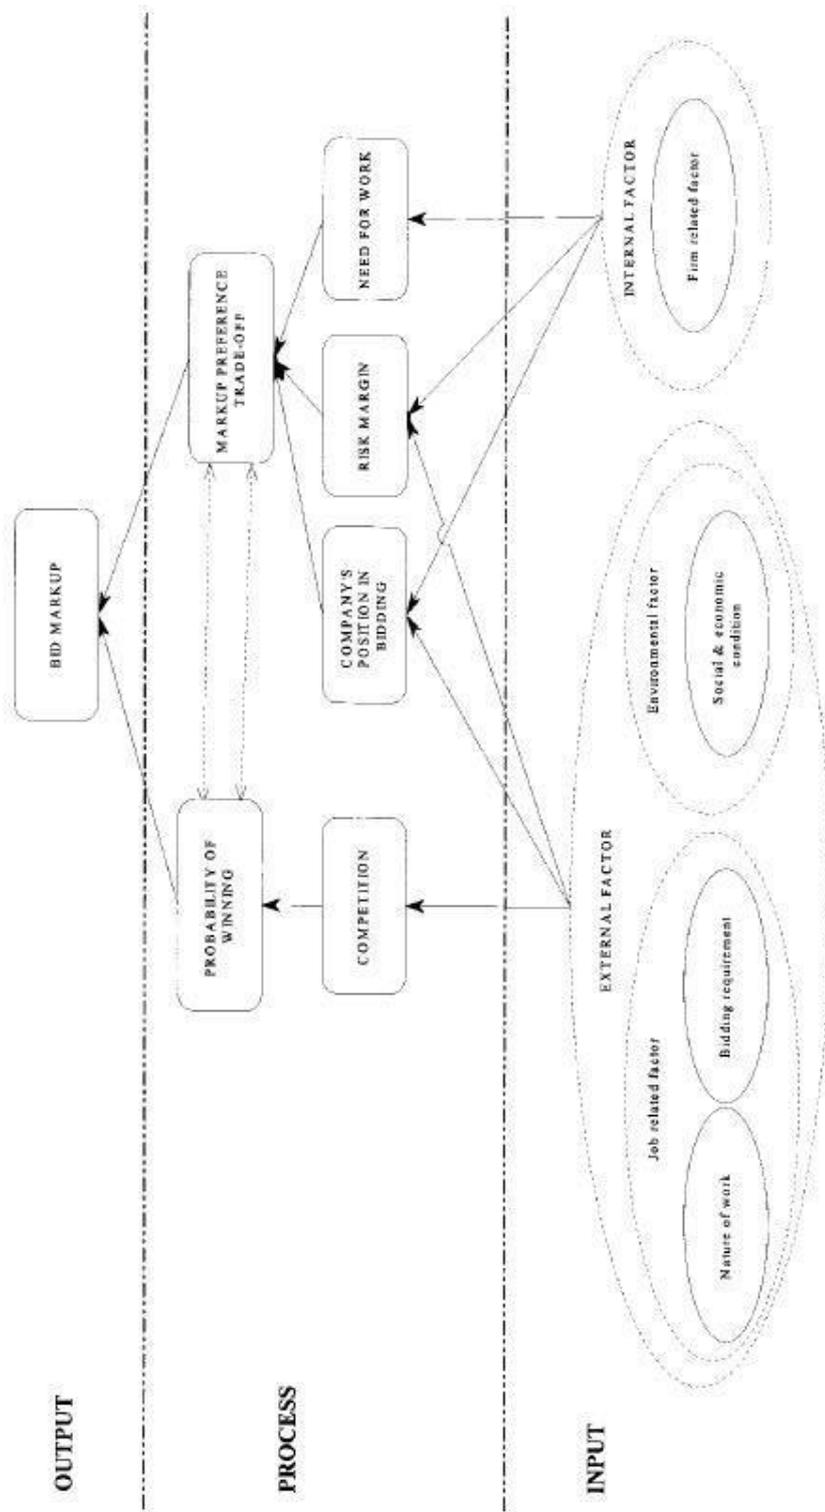 OUTPUT
BID MARKUP
PROCESS
PROBABILITY OF
WINNING
MARKUP PREFERENCE
TRADE-OFF
COMPETITION
COMPANY'S
POSITION IN
BIDDING
RISK MARGIN
NEED FOR WORK
INPUT
EXTERNAL FACTOR
Job related factor
Nature of work
Bidding requirement
Environmental factor
Social & economic
condition
INTERNAL FACTOR
Firm related factor